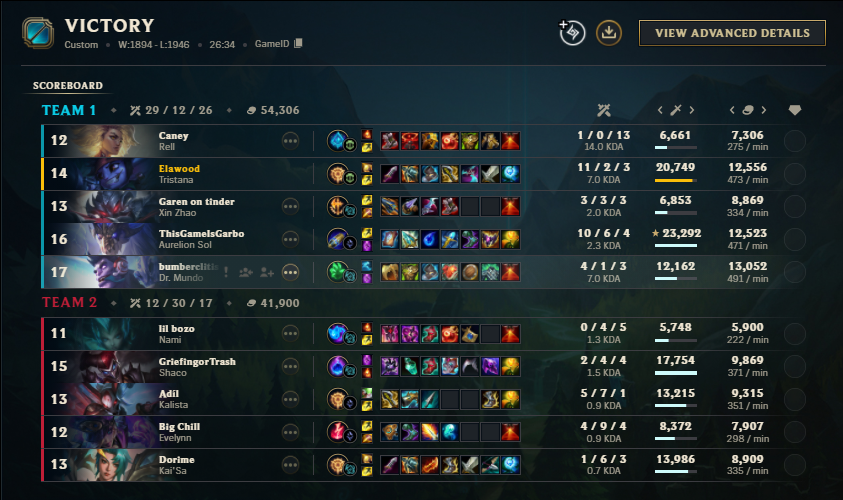 VICTORY
Custom • W:1894 - L:1946 • 26:34 GameID
VIEW ADVANCED DETAILS
SCOREBOARD
TEAM 1 29 / 12 / 26 54,306
12 Caney 1 / 0 / 13 6,661 7,306
Rell 14.0 KDA 275 / min
14 Elawood 11 / 2 / 3 20,749 12,556
Tristana 7.0 KDA 473 / min
13 Garen on tinder 3 / 3 / 3 6,853 8,869
Xin Zhao 2.0 KDA 334 / min
16 ThisGameIsGarbo 10 / 6 / 4 23,292 12,523
Aurelion Sol 2.3 KDA 471 / min
17 bumberclitis 4 / 1 / 3 12,162 13,052
Dr. Mundo 7.0 KDA 491 / min
TEAM 2 12 / 30 / 17 41,900
11 lil bozo 0 / 4 / 5 5,748 5,900
Nami 1.3 KDA 222 / min
15 GriefingorTrash 2 / 4 / 4 17,754 9,869
Shaco 1.5 KDA 371 / min
13 Adil 5 / 7 / 1 13,215 9,315
Kalista 0.9 KDA 351 / min
12 Big Chill 4 / 9 / 4 8,372 7,907
Evelynn 0.9 KDA 298 / min
13 Dorime 1 / 6 / 3 13,986 8,909
Kai'Sa 0.7 KDA 335 / min